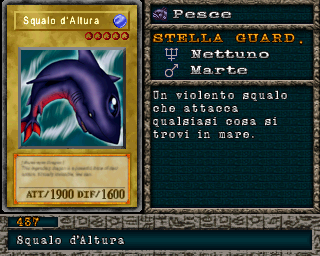 Squalo d'Altura
ATT/1900 DIF/1600
Pesce
STELLA GUARD.
Nettuno
Marte
Un violento squalo
che attacca
qualsiasi cosa si
trovi in mare.
437
Squalo d'Altura